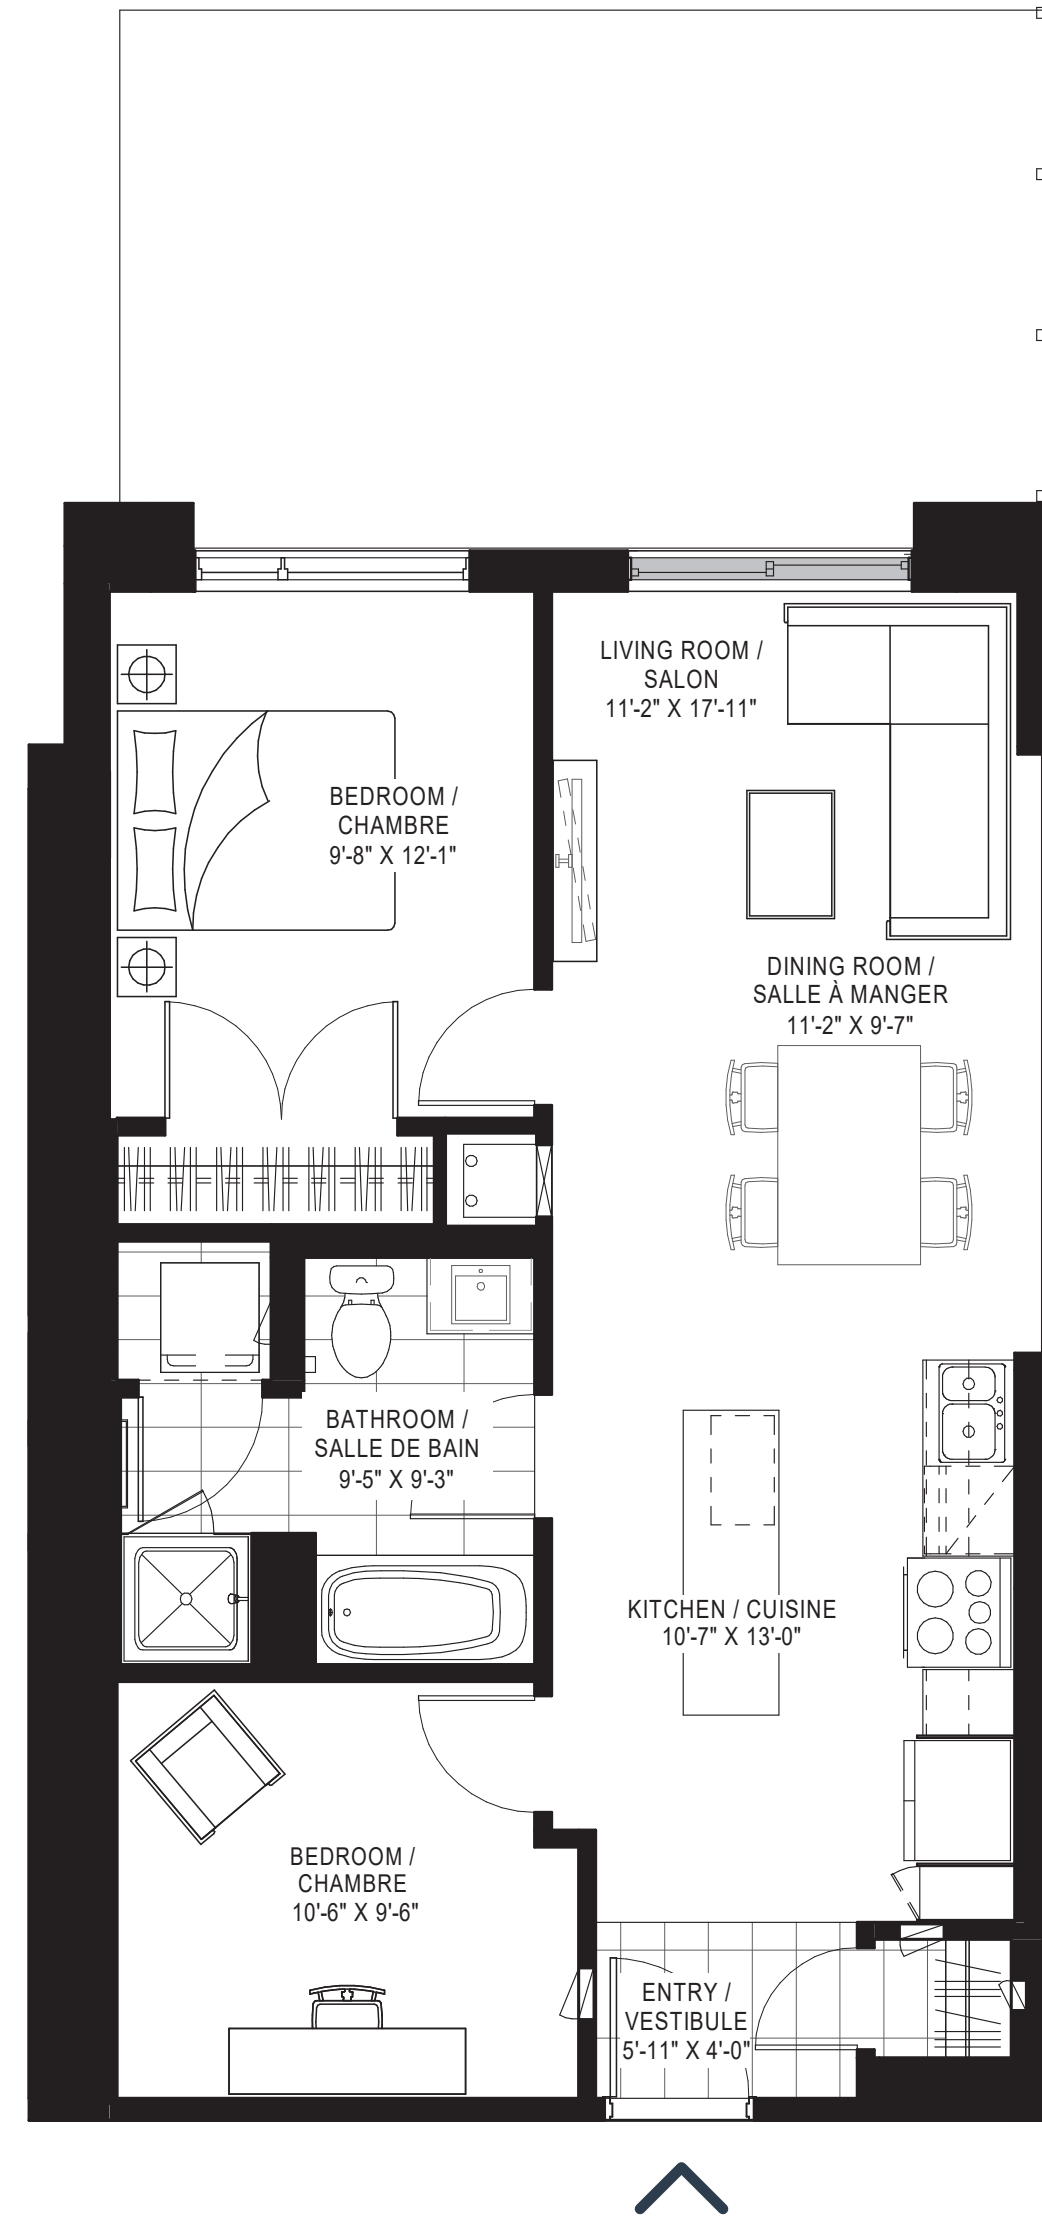 LIVING ROOM /
SALON
11'-2" X 17'-11"
BEDROOM /
CHAMBRE
9'-8" X 12'-1"
DINING ROOM /
SALLE À MANGER
11'-2" X 9'-7"
BATHROOM /
SALLE DE BAIN
9'-5" X 9'-3"
KITCHEN / CUISINE
10'-7" X 13'-0"
BEDROOM /
CHAMBRE
10'-6" X 9'-6"
ENTRY /
VESTIBULE
5'-11" X 4'-0"